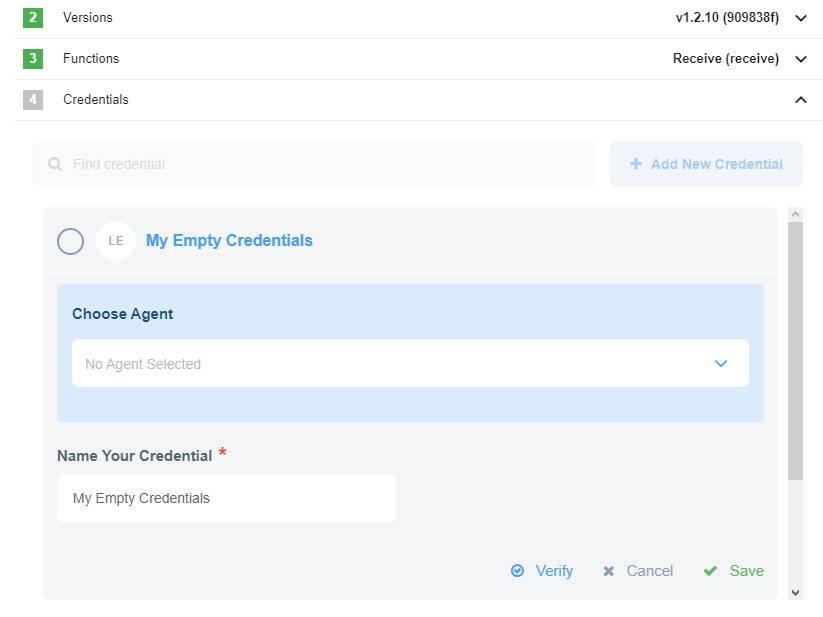 2 Versions v1.2.10 (909838f)
3 Functions Receive (receive)
4 Credentials
Find credential + Add New Credential
LE My Empty Credentials
Choose Agent
No Agent Selected
Name Your Credential *
My Empty Credentials
Verify Cancel Save